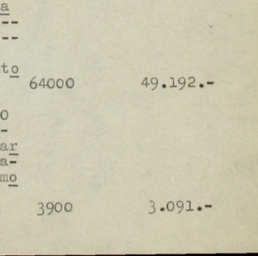 a
--
--
to
64000 49.192.-
O
-
ar
a-
mo
3900 3.091.-